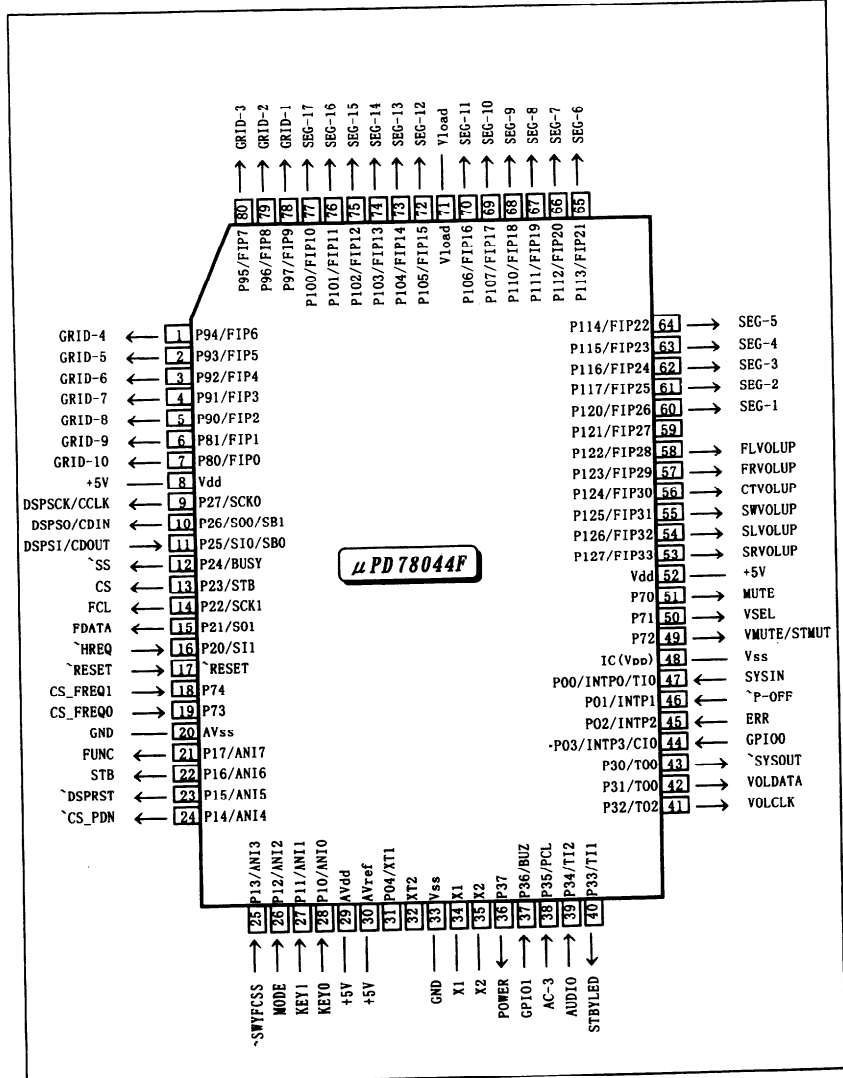 GRID-3 GRID-2 GRID-1 SEG-17 SEG-16 SEG-15 SEG-14 SEG-13 SEG-12 Vload SEG-11 SEG-10 SEG-9 SEG-8 SEG-7 SEG-6
80 79 78 77 76 75 74 73 72 71 70 69 68 67 66 65
P95/FIP7 P96/FIP8 P97/FIP9 P100/FIP10 P101/FIP11 P102/FIP12 P103/FIP13 P104/FIP14 P105/FIP15 Vload P106/FIP16 P107/FIP17 P110/FIP18 P111/FIP19 P112/FIP20 P113/FIP21
GRID-4 1 P94/FIP6
GRID-5 2 P93/FIP5
GRID-6 3 P92/FIP4
GRID-7 4 P91/FIP3
GRID-8 5 P90/FIP2
GRID-9 6 P81/FIP1
GRID-10 7 P80/FIP0
+5V 8 Vdd
DSPSCK/CCLK 9 P27/SCK0
DSPSO/CDIN 10 P26/SO0/SB1
DSPSI/CDOUT 11 P25/SI0/SB0
`SS 12 P24/BUSY
CS 13 P23/STB
FCL 14 P22/SCK1
FDATA 15 P21/SO1
`HREQ 16 P20/SI1
`RESET 17 `RESET
CS_FREQ1 18 P74
CS_FREQ0 19 P73
GND 20 AVss
FUNC 21 P17/ANI7
STB 22 P16/ANI6
`DSPRST 23 P15/ANI5
`CS_PDN 24 P14/ANI4
μPD78044F
P114/FIP22 64 SEG-5
P115/FIP23 63 SEG-4
P116/FIP24 62 SEG-3
P117/FIP25 61 SEG-2
P120/FIP26 60 SEG-1
P121/FIP27 59
P122/FIP28 58 FLVOLUP
P123/FIP29 57 FRVOLUP
P124/FIP30 56 CTVOLUP
P125/FIP31 55 SWVOLUP
P126/FIP32 54 SLVOLUP
P127/FIP33 53 SRVOLUP
Vdd 52 +5V
P70 51 MUTE
P71 50 VSEL
P72 49 VMUTE/STMUT
IC(VDD) 48 Vss
P00/INTP0/TI0 47 SYSIN
P01/INTP1 46 `P-OFF
P02/INTP2 45 ERR
-P03/INTP3/CI0 44 GPIO0
P30/TO0 43 `SYSOUT
P31/TO0 42 VOLDATA
P32/TO2 41 VOLCLK
P13/ANI3 P12/ANI2 P11/ANI1 P10/ANI0 AVdd AVref P04/XT1 XT2 Vss X1 X2 P37 P36/BUZ P35/PCL P34/TI2 P33/TI1
25 26 27 28 29 30 31 32 33 34 35 36 37 38 39 40
~SWYFCSS MODE KEY1 KEY0 +5V +5V GND X1 X2 POWER GPIO1 AC-3 AUDIO STBYLED